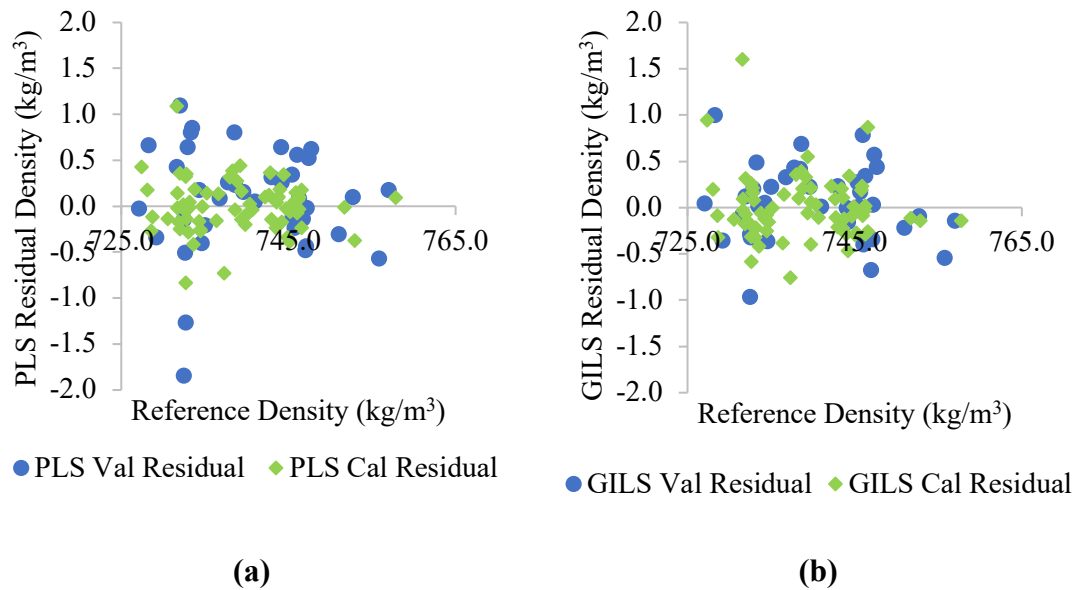 PLS Residual Density (kg/m³)
2.0
1.5
1.0
0.5
0.0
-0.5
-1.0
-1.5
-2.0
725.0 745.0 765.0
Reference Density (kg/m³)
PLS Val Residual PLS Cal Residual
(a)
GILS Residual Density (kg/m³)
2.0
1.5
1.0
0.5
0.0
-0.5
-1.0
-1.5
-2.0
725.0 745.0 765.0
Reference Density (kg/m³)
GILS Val Residual GILS Cal Residual
(b)